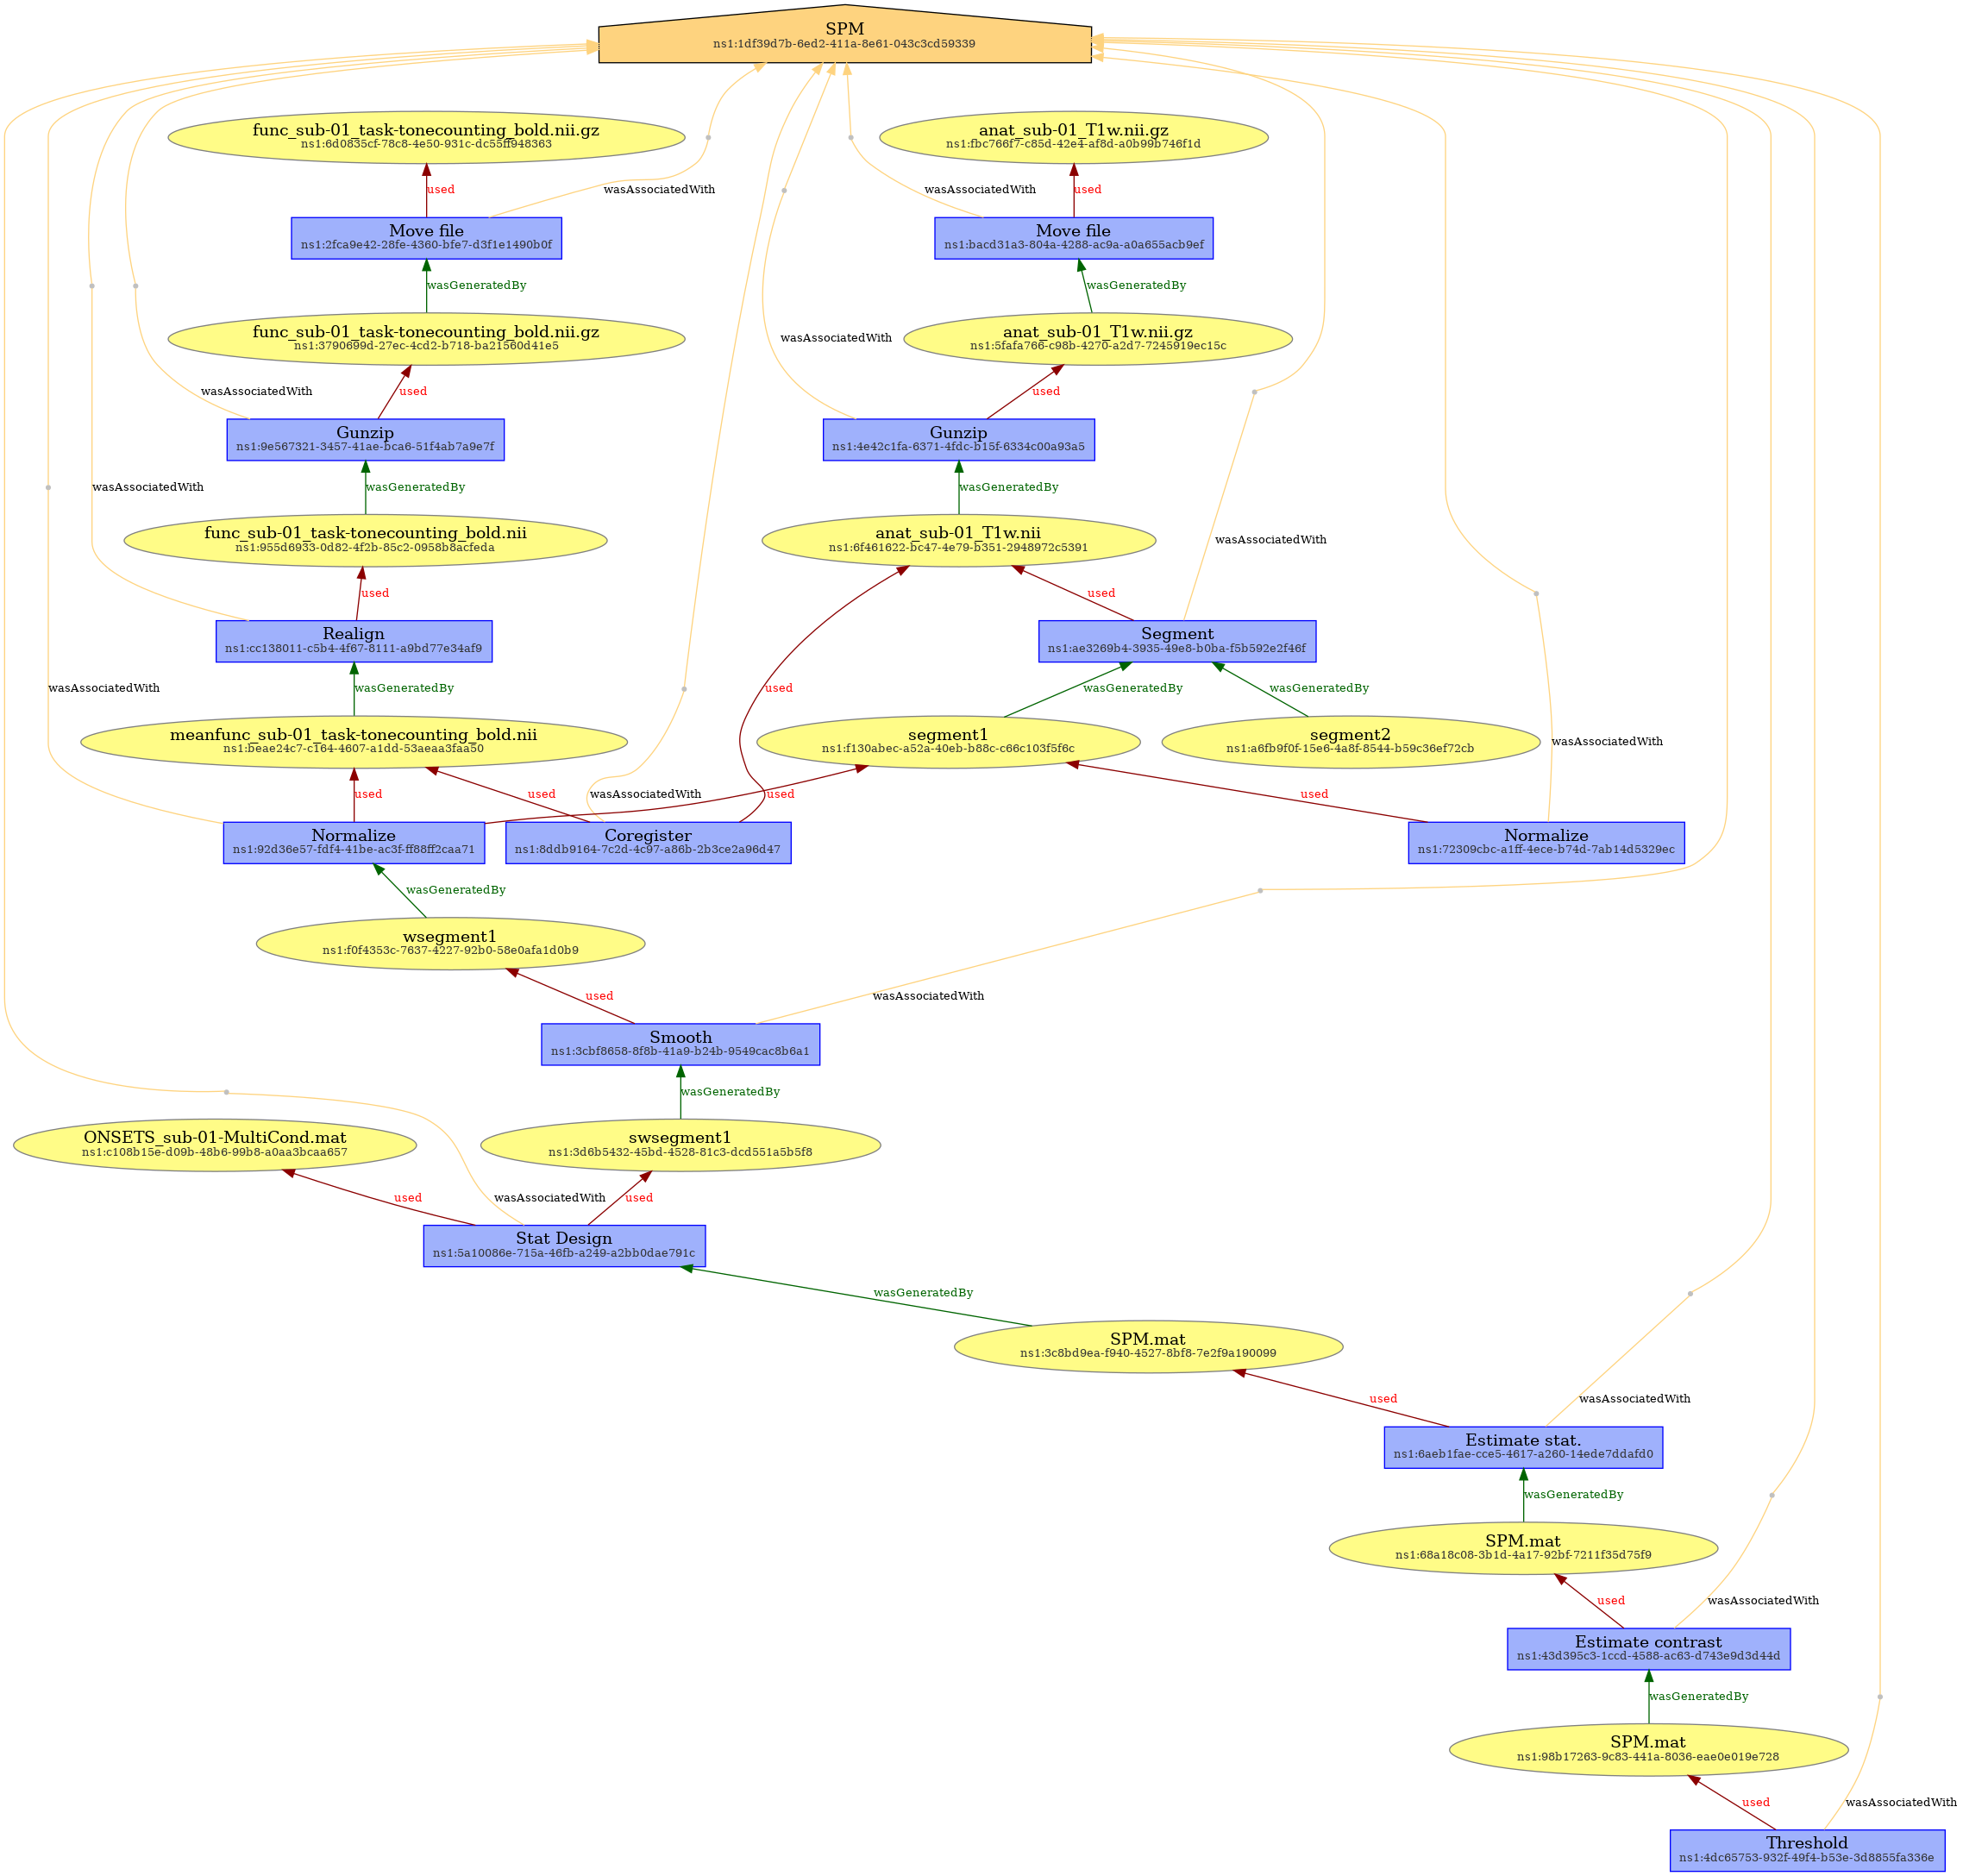 SPM
ns1:1df39d7b-6ed2-411a-8e61-043c3cd59339
func_sub-01_task-tonecounting_bold.nii.gz
ns1:6d0835cf-78c8-4e50-931c-dc55ff948363
anat_sub-01_T1w.nii.gz
ns1:fbc766f7-c85d-42e4-af8d-a0b99b746f1d
used
wasAssociatedWith
wasAssociatedWith
used
Move file
ns1:2fca9e42-28fe-4360-bfe7-d3f1e1490b0f
Move file
ns1:bacd31a3-804a-4288-ac9a-a0a655acb9ef
wasGeneratedBy
wasGeneratedBy
func_sub-01_task-tonecounting_bold.nii.gz
ns1:3790699d-27ec-4cd2-b718-ba21560d41e5
anat_sub-01_T1w.nii.gz
ns1:5fafa766-c98b-4270-a2d7-7245919ec15c
wasAssociatedWith
used
wasAssociatedWith
used
Gunzip
ns1:9e567321-3457-41ae-bca6-51f4ab7a9e7f
Gunzip
ns1:4e42c1fa-6371-4fdc-b15f-6334c00a93a5
wasAssociatedWith
wasGeneratedBy
wasGeneratedBy
func_sub-01_task-tonecounting_bold.nii
ns1:955d6933-0d82-4f2b-85c2-0958b8acfeda
anat_sub-01_T1w.nii
ns1:6f461622-bc47-4e79-b351-2948972c5391
wasAssociatedWith
used
used
Realign
ns1:cc138011-c5b4-4f67-8111-a9bd77e34af9
Segment
ns1:ae3269b4-3935-49e8-b0ba-f5b592e2f46f
wasAssociatedWith
wasGeneratedBy
used
wasGeneratedBy
wasGeneratedBy
meanfunc_sub-01_task-tonecounting_bold.nii
ns1:beae24c7-c164-4607-a1dd-53aeaa3faa50
segment1
ns1:f130abec-a52a-40eb-b88c-c66c103f5f6c
segment2
ns1:a6fb9f0f-15e6-4a8f-8544-b59c36ef72cb
wasAssociatedWith
used
used
wasAssociatedWith
used
used
Normalize
ns1:92d36e57-fdf4-41be-ac3f-ff88ff2caa71
Coregister
ns1:8ddb9164-7c2d-4c97-a86b-2b3ce2a96d47
Normalize
ns1:72309cbc-a1ff-4ece-b74d-7ab14d5329ec
wasGeneratedBy
wsegment1
ns1:f0f4353c-7637-4227-92b0-58e0afa1d0b9
used
wasAssociatedWith
Smooth
ns1:3cbf8658-8f8b-41a9-b24b-9549cac8b6a1
wasGeneratedBy
ONSETS_sub-01-MultiCond.mat
ns1:c108b15e-d09b-48b6-99b8-a0aa3bcaa657
swsegment1
ns1:3d6b5432-45bd-4528-81c3-dcd551a5b5f8
used
wasAssociatedWith
used
Stat Design
ns1:5a10086e-715a-46fb-a249-a2bb0dae791c
wasGeneratedBy
SPM.mat
ns1:3c8bd9ea-f940-4527-8bf8-7e2f9a190099
used
wasAssociatedWith
Estimate stat.
ns1:6aeb1fae-cce5-4617-a260-14ede7ddafd0
wasGeneratedBy
SPM.mat
ns1:68a18c08-3b1d-4a17-92bf-7211f35d75f9
used
wasAssociatedWith
Estimate contrast
ns1:43d395c3-1ccd-4588-ac63-d743e9d3d44d
wasGeneratedBy
SPM.mat
ns1:98b17263-9c83-441a-8036-eae0e019e728
used
wasAssociatedWith
Threshold
ns1:4dc65753-932f-49f4-b53e-3d8855fa336e